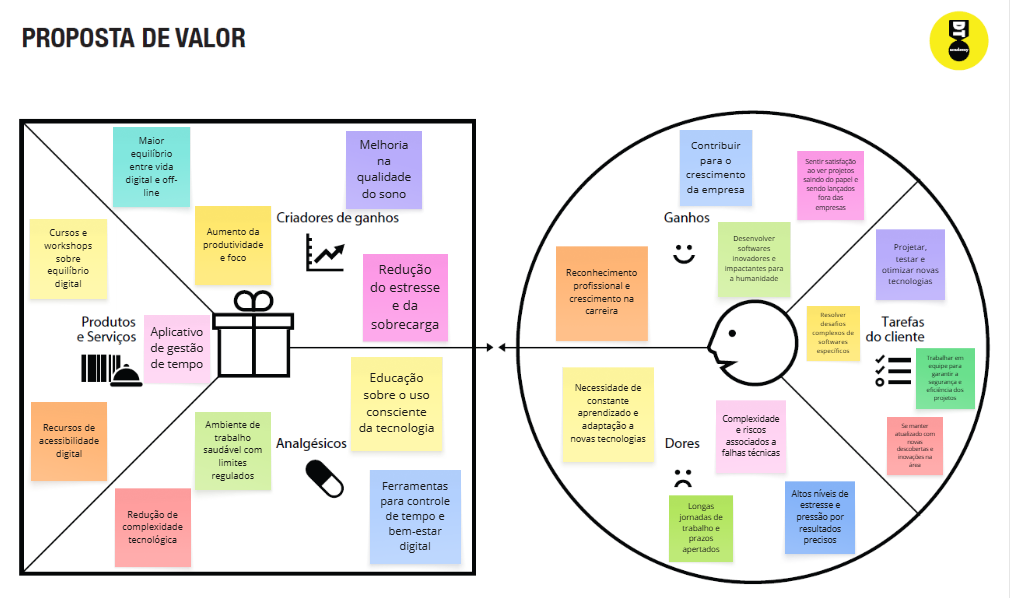 PROPOSTA DE VALOR
DT
academy
Maior
equilíbrio
entre vida
digital e off-
line
Melhoria
na
qualidade
do sono
Cursos e
workshops
sobre
equilíbrio
digital
Aumento da
produtividade
e foco
Criadores de ganhos
Redução
do estresse
e da
sobrecarga
Produtos
e Serviços
Aplicativo
de gestão
de tempo
Recursos de
acessibilidade
digital
Redução de
complexidade
tecnológica
Ambiente de
trabalho
saudável com
limites
regulados
Analgésicos
Educação
sobre o uso
consciente
da tecnologia
Ferramentas
para controle
de tempo e
bem-estar
digital
Contribuir
para o
crescimento
da empresa
Sentir satisfação
ao ver projetos
saindo do papel e
sendo lançados
fora das
empresas
Ganhos
Desenvolver
softwares
inovadores e
impactantes para
a humanidade
Reconhecimento
profissional e
crescimento na
carreira
Projetar,
testar e
otimizar novas
tecnologias
Resolver
desafios
complexos de
softwares
específicos
Tarefas
do cliente
Trabalhar em
equipe para
garantir a
segurança e
eficiência dos
projetos
Se manter
atualizado com
novas
descobertas e
inovações na
área
Necessidade de
constante
aprendizado e
adaptação a
novas tecnologias
Dores
Complexidade
e riscos
associados a
falhas técnicas
Longas
jornadas de
trabalho e
prazos
apertados
Altos níveis de
estresse e
pressão por
resultados
precisos